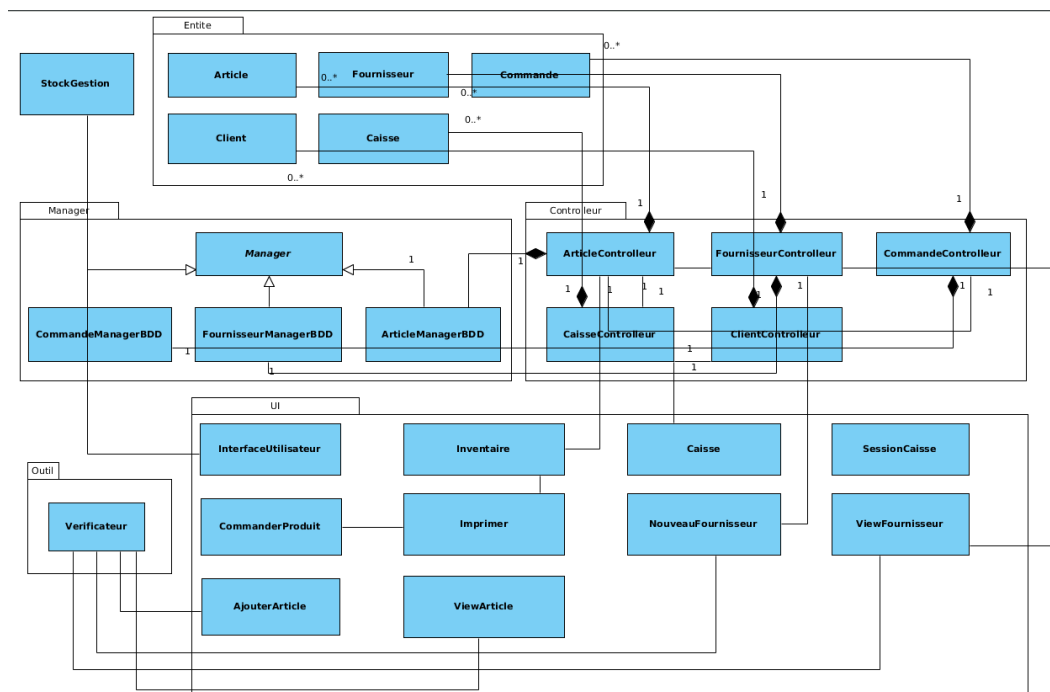 Entite
StockGestion
Article
Fournisseur
Commande
0..*
0..*
0..*
Client
Caisse
0..*
0..*
Manager
Controlleur
1
1
1
Manager
1
ArticleControlleur
1
FournisseurControlleur
CommandeControlleur
1
1
1
1
1
1
1
CommandeManagerBDD
FournisseurManagerBDD
ArticleManagerBDD
CaisseControlleur
ClientControlleur
1
1
1
1
UI
InterfaceUtilisateur
Inventaire
Caisse
SessionCaisse
Outil
Verificateur
CommanderProduit
Imprimer
NouveauFournisseur
ViewFournisseur
AjouterArticle
ViewArticle